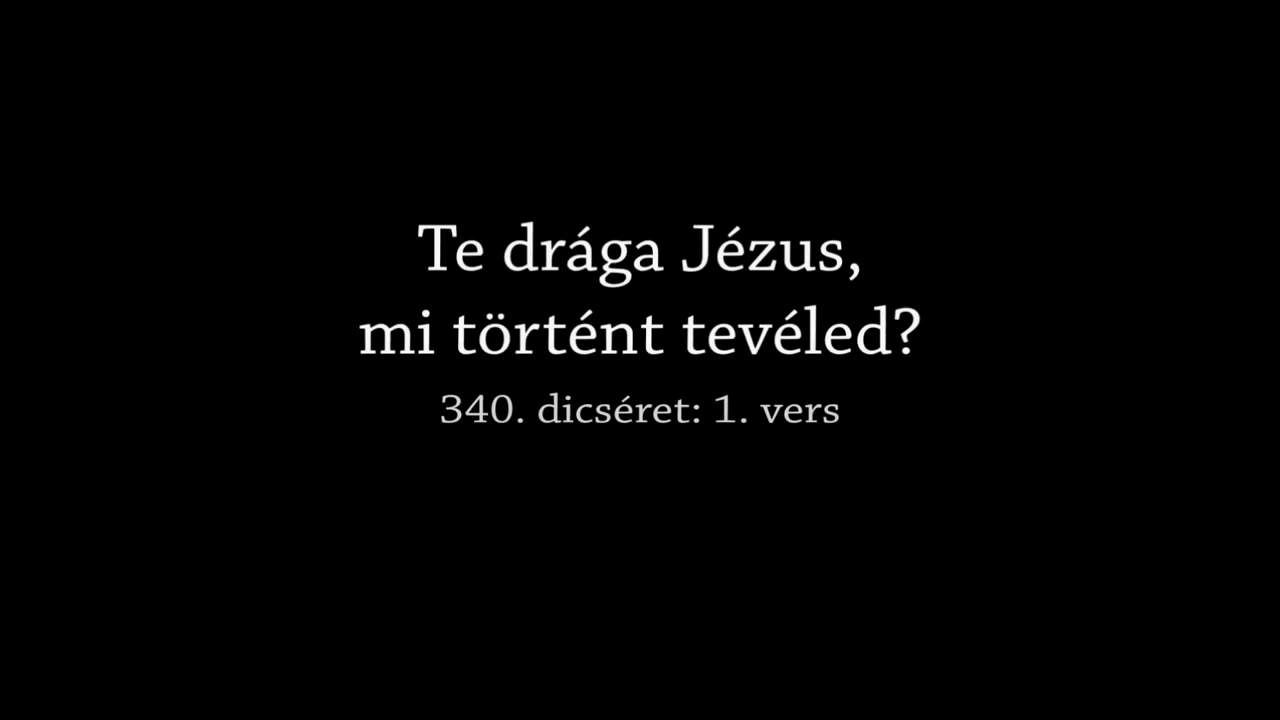 Te drága Jézus,
mi történt tevéled?
340. dicséret: 1. vers